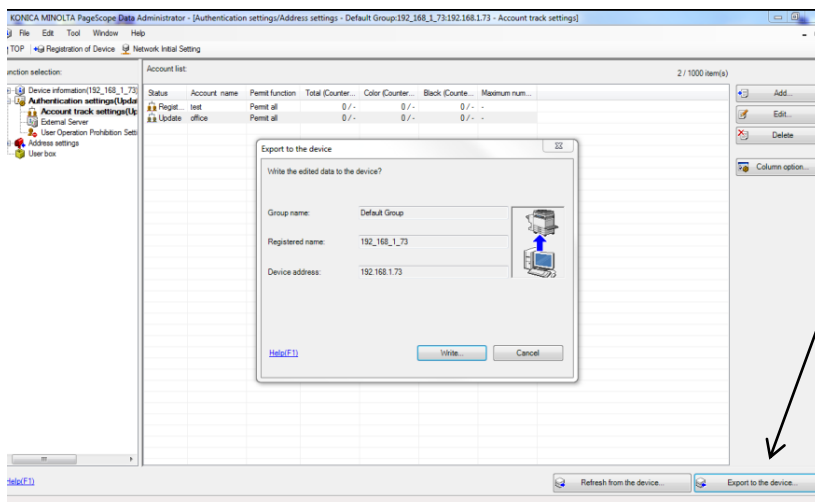 KONICA MINOLTA PageScope Data Administrator - [Authentication settings/Address settings - Default Group:192_168_1_73:192.168.1.73 - Account track settings]
File Edit Tool Window Help
TOP Registration of Device Network Initial Setting
unction selection:
Account list:
2 / 1000 item(s)
Device information(192_168_1_73)
Authentication settings(Updat
Account track settings(Up
External Server
User Operation Prohibition Setti
Address settings
User box
Status Account name Permit function Total (Counter... Color (Counter... Black (Counte... Maximum num...
Regist... test Permit all 0 / - 0 / - 0 / - -
Update office Permit all 0 / - 0 / - 0 / - -
Add...
Edit...
Delete
Column option...
Export to the device
Write the edited data to the device?
Group name: Default Group
Registered name: 192_168_1_73
Device address: 192.168.1.73
Help(F1)
Write...
Cancel
Help(F1)
Refresh from the device...
Export to the device...